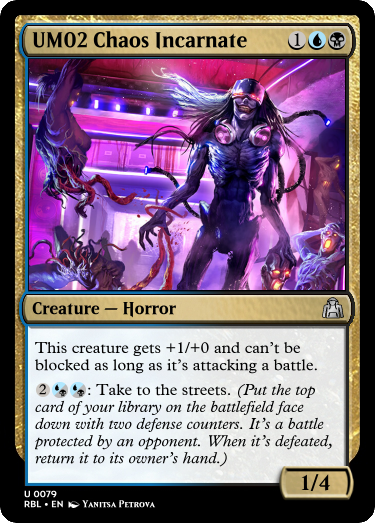 UM02 Chaos Incarnate 1
Creature — Horror
This creature gets +1/+0 and can't be
blocked as long as it's attacking a battle.
2: Take to the streets. (Put the top
card of your library on the battlefield face
down with two defense counters. It's a battle
protected by an opponent. When it's defeated,
return it to its owner's hand.)
1/4
U 0079
RBL • EN Yanitsa Petrova